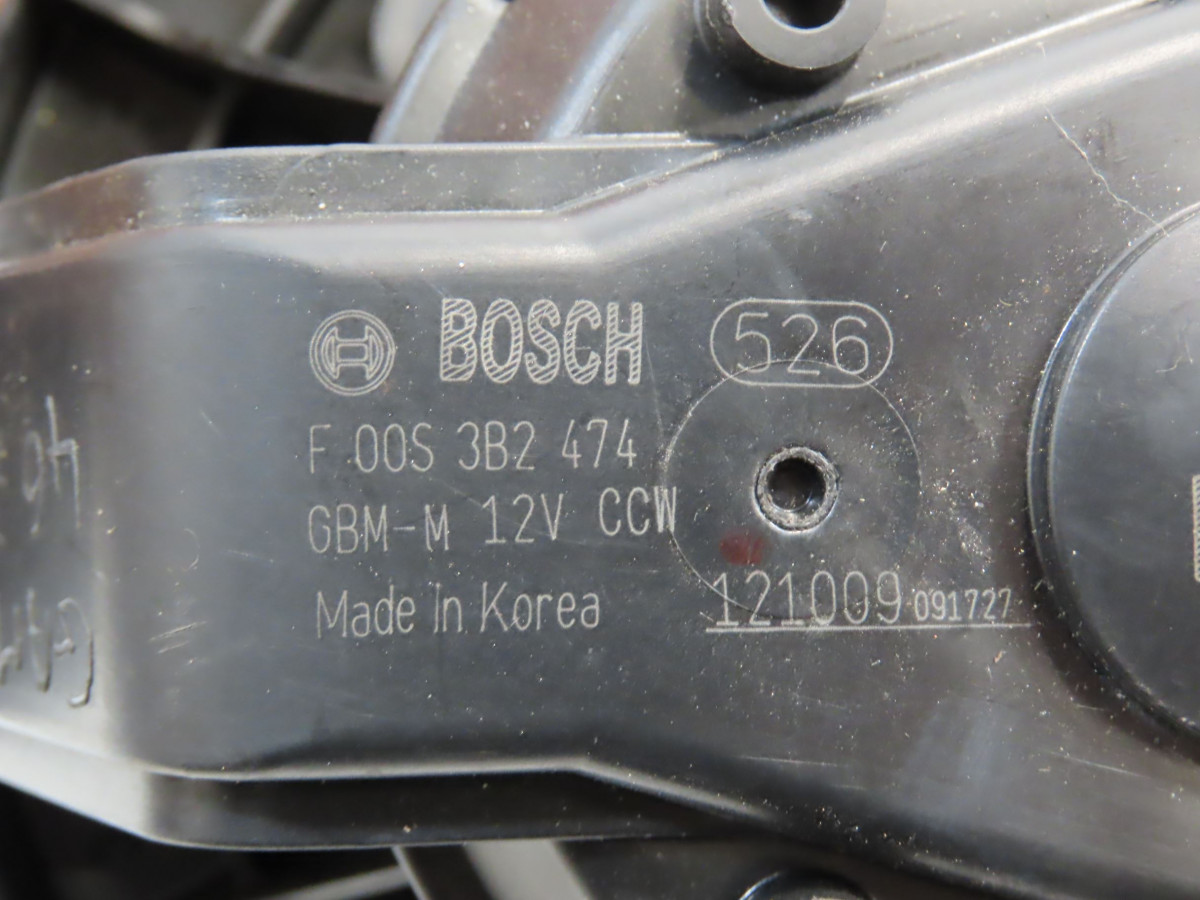 BOSCH 526
F 00S 3B2 474
GBM-M 12V CCW
Made in Korea
121009 091727